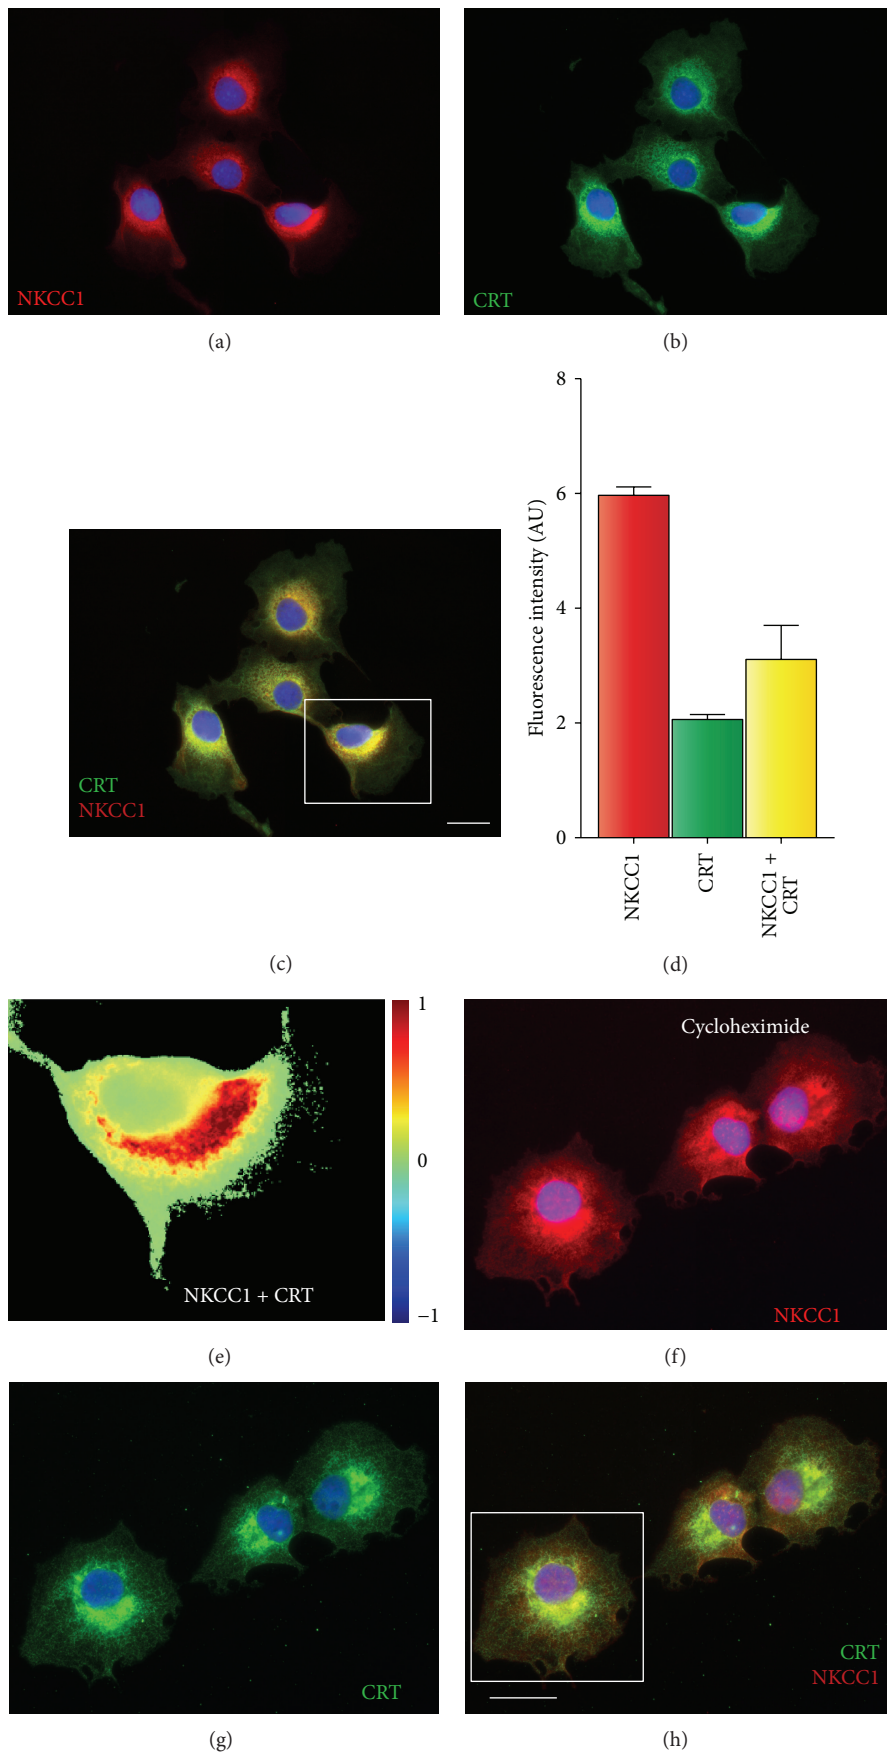 NKCC1
CRT
(a)
(b)
CRT
NKCC1
(c)
8
6
4
2
0
Fluorescence intensity (AU)
NKCC1
CRT
NKCC1 +
CRT
(d)
1
0
−1
NKCC1 + CRT
(e)
Cycloheximide
NKCC1
(f)
CRT
(g)
CRT
NKCC1
(h)